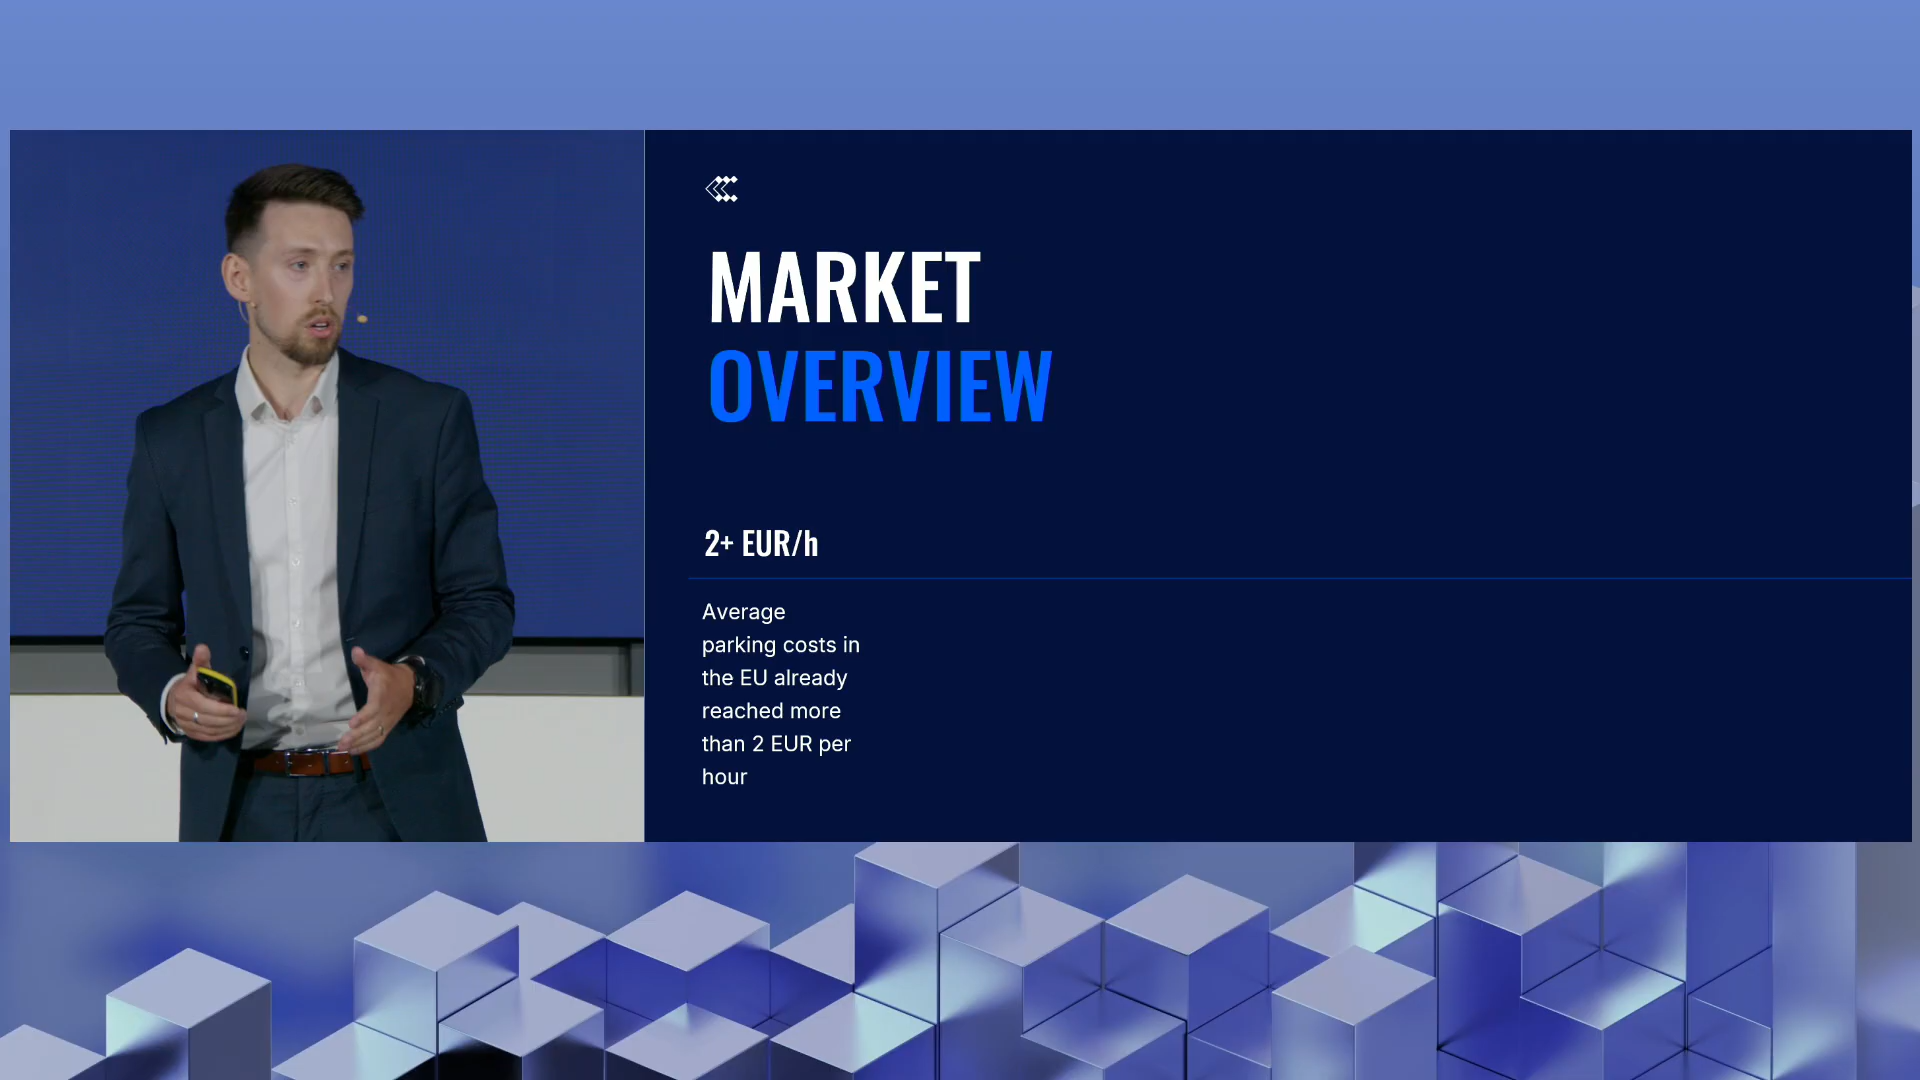 MARKET
OVERVIEW
2+ EUR/h
Average
parking costs in
the EU already
reached more
than 2 EUR per
hour